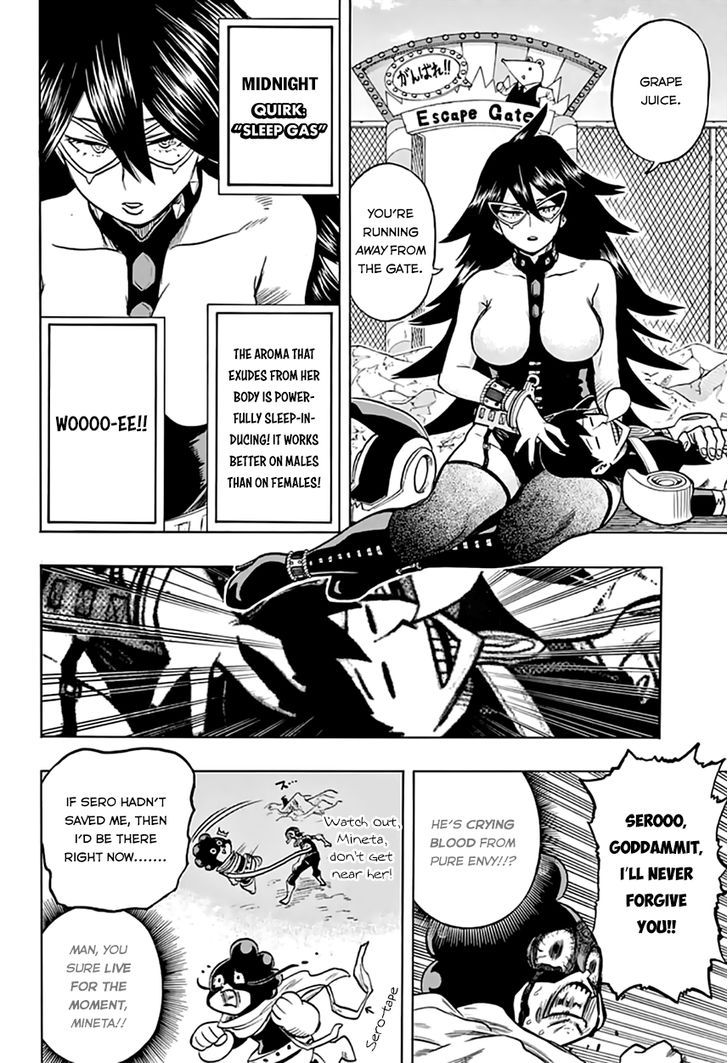 GRAPE
JUICE.
がんばれ!!
Escape Gate
YOU'RE
RUNNING
AWAY FROM
THE GATE.
MIDNIGHT
QUIRK:
"SLEEP GAS"
THE AROMA THAT
EXUDES FROM HER
BODY IS POWER-
FULLY SLEEP-IN-
DUCING! IT WORKS
BETTER ON MALES
THAN ON FEMALES!
WOOOO-EE!!
SEROOO,
GODDAMMIT,
I'LL NEVER
FORGIVE
YOU!!
HE'S CRYING
BLOOD FROM
PURE ENVY!!?
ズッ
Watch out,
Mineta,
don't get
near her!
IF SERO HADN'T
SAVED ME, THEN
I'D BE THERE
RIGHT NOW.......
Sero-tape
MAN, YOU
SURE LIVE
FOR THE
MOMENT,
MINETA!!